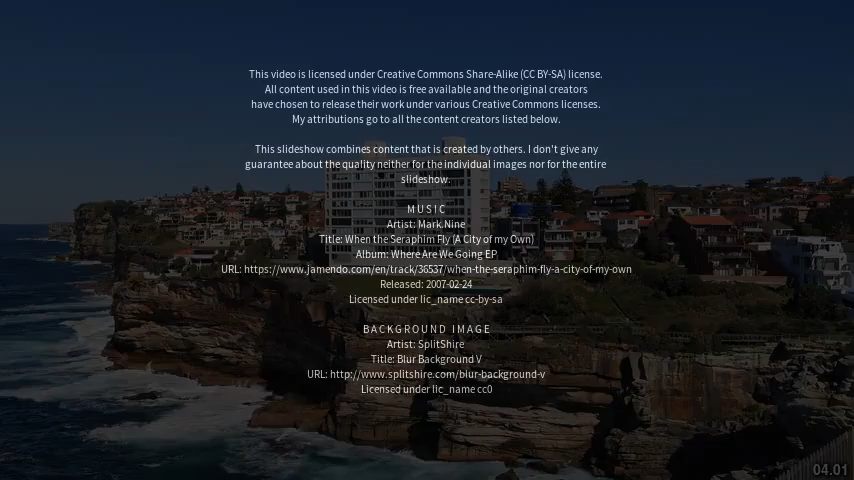 This video is licensed under Creative Commons Share-Alike (CC BY-SA) license.
All content used in this video is free available and the original creators
have chosen to release their work under various Creative Commons licenses.
My attributions go to all the content creators listed below.
This slideshow combines content that is created by others. I don't give any
guarantee about the quality neither for the individual images nor for the entire
slideshow.
MUSIC
Artist: Mark.Nine
Title: When the Seraphim Fly (A City of my Own)
Album: Where Are We Going EP
URL: https://www.jamendo.com/en/track/36537/when-the-seraphim-fly-a-city-of-my-own
Released: 2007-02-24
Licensed under lic_name cc-by-sa
BACKGROUND IMAGE
Artist: SplitShire
Title: Blur Background V
URL: http://www.splitshire.com/blur-background-v
Licensed under lic_name cc0
04.01